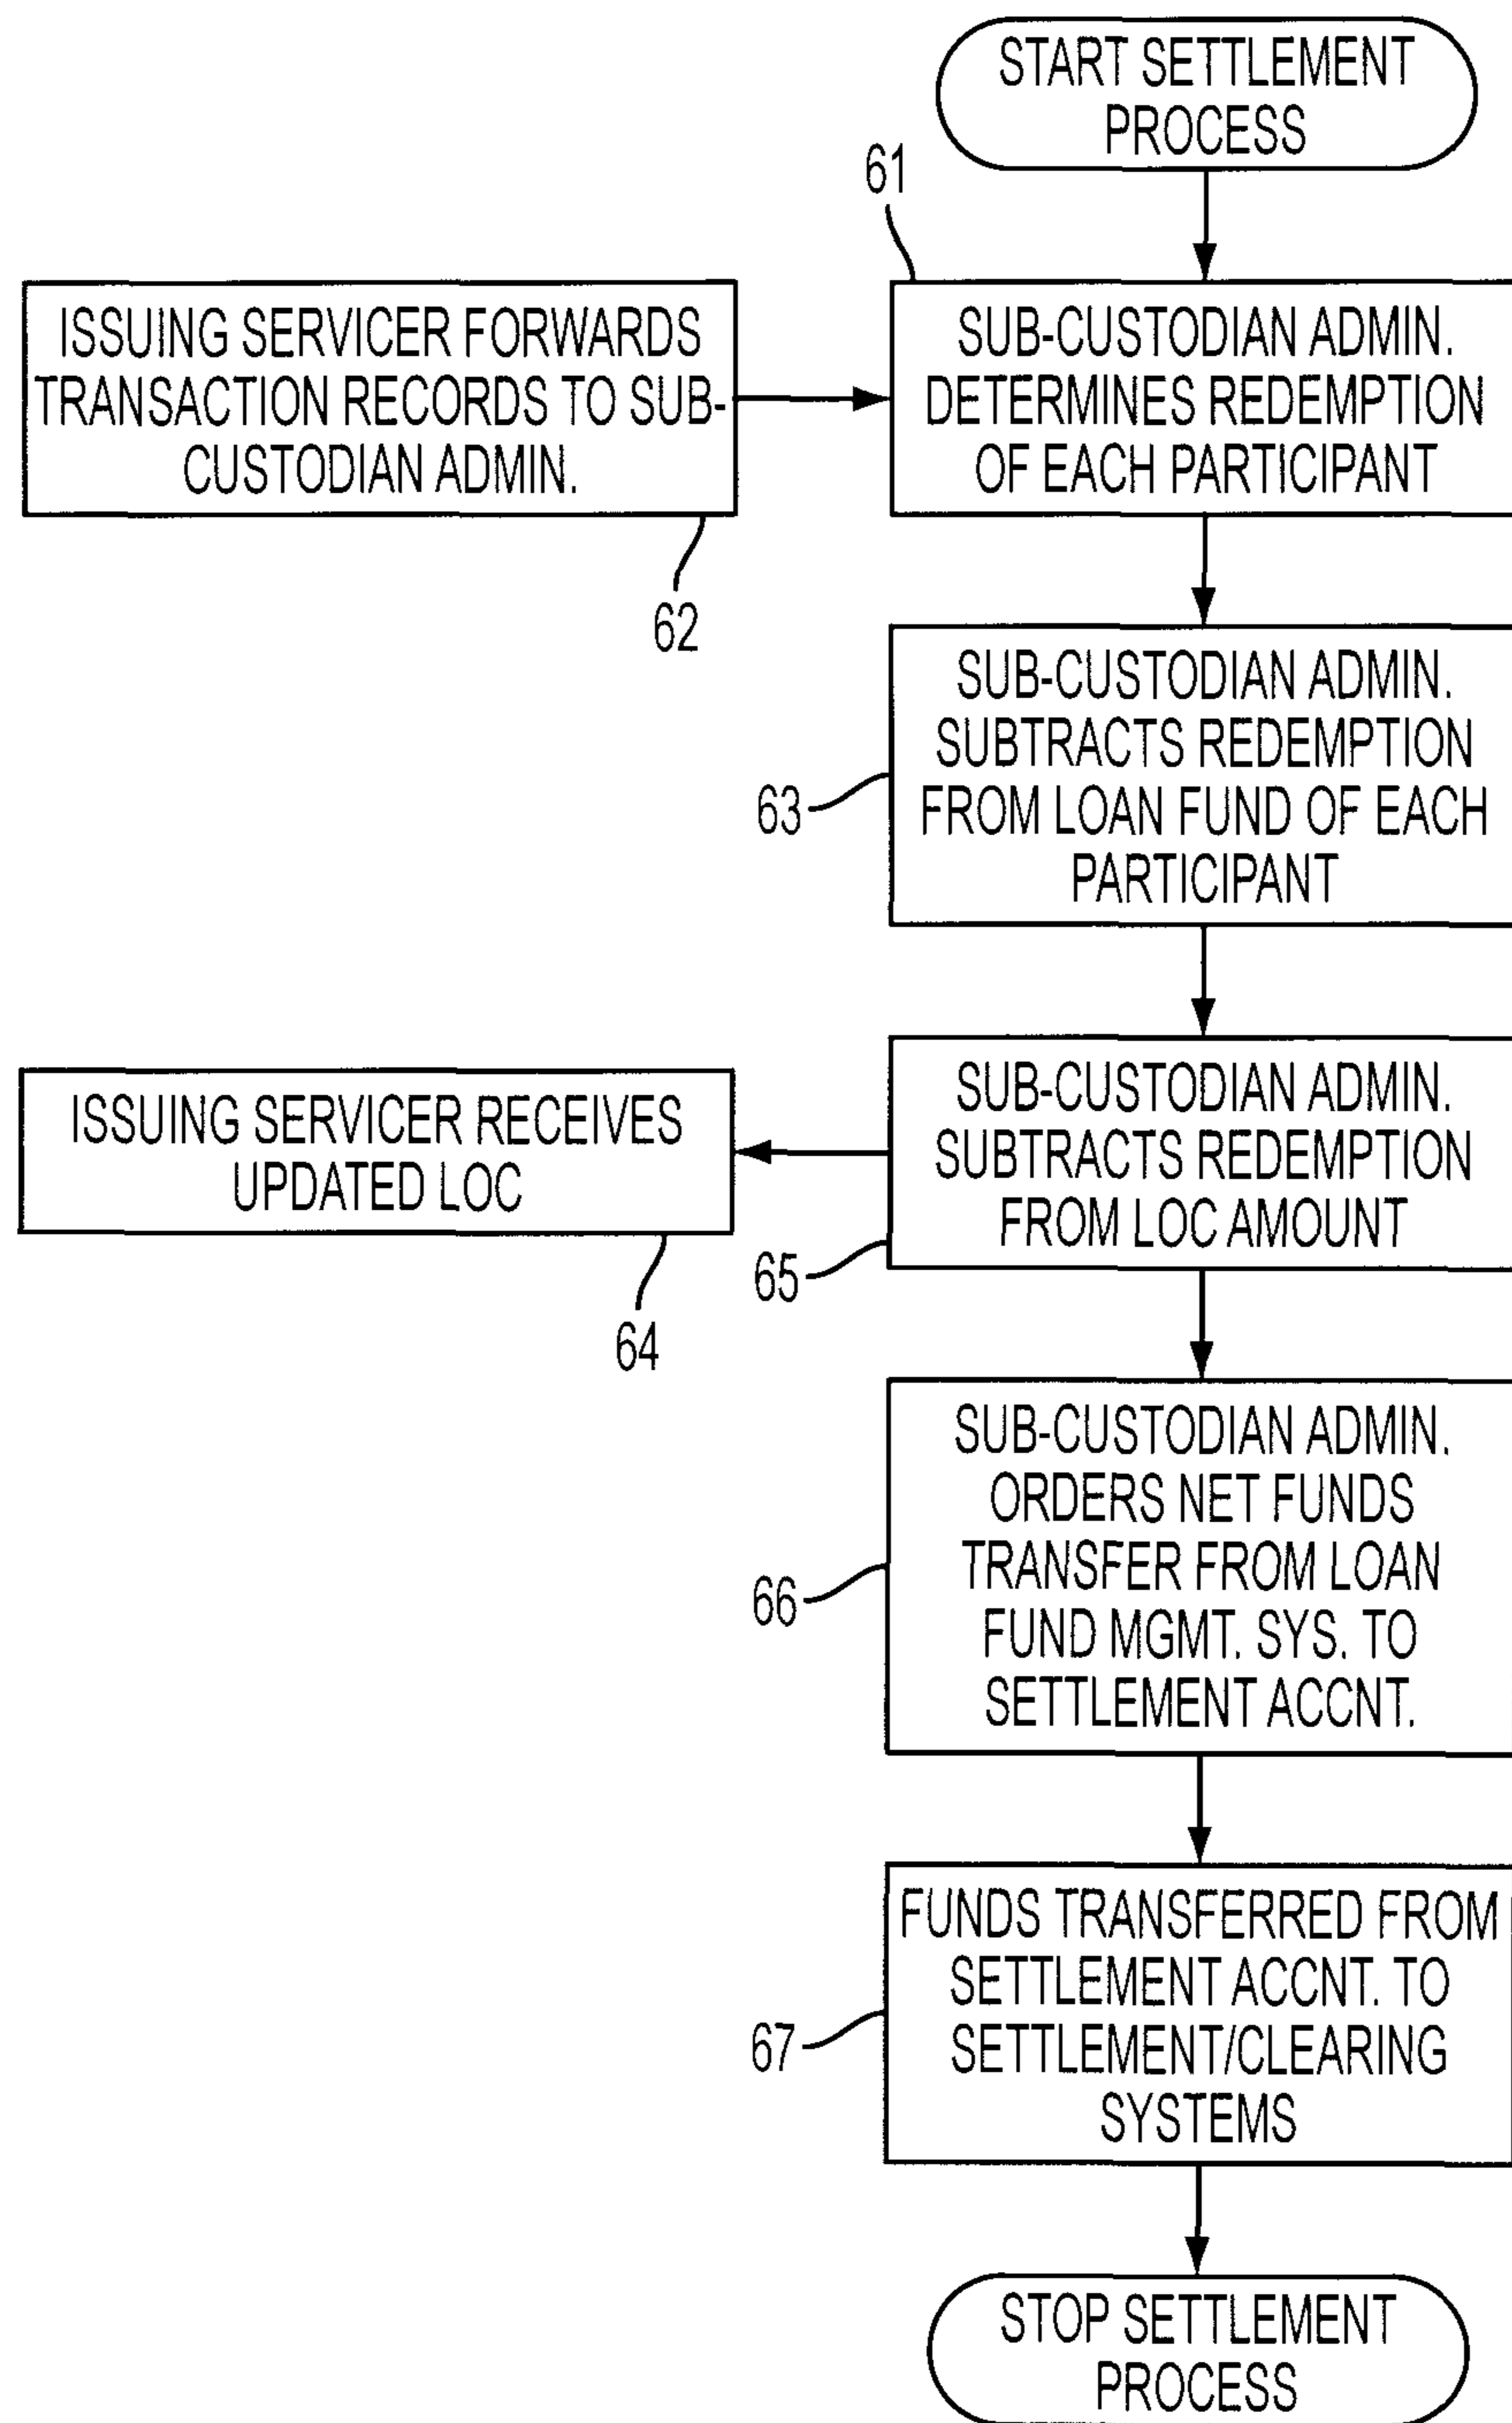 START SETTLEMENT
PROCESS
61
ISSUING SERVICER FORWARDS
TRANSACTION RECORDS TO SUB-
CUSTODIAN ADMIN.
62
SUB-CUSTODIAN ADMIN.
DETERMINES REDEMPTION
OF EACH PARTICIPANT
SUB-CUSTODIAN ADMIN.
SUBTRACTS REDEMPTION
FROM LOAN FUND OF EACH
PARTICIPANT
63
ISSUING SERVICER RECEIVES
UPDATED LOC
64
SUB-CUSTODIAN ADMIN.
SUBTRACTS REDEMPTION
FROM LOC AMOUNT
65
SUB-CUSTODIAN ADMIN.
ORDERS NET FUNDS
TRANSFER FROM LOAN
FUND MGMT. SYS. TO
SETTLEMENT ACCNT.
66
FUNDS TRANSFERRED FROM
SETTLEMENT ACCNT. TO
SETTLEMENT/CLEARING
SYSTEMS
67
STOP SETTLEMENT
PROCESS